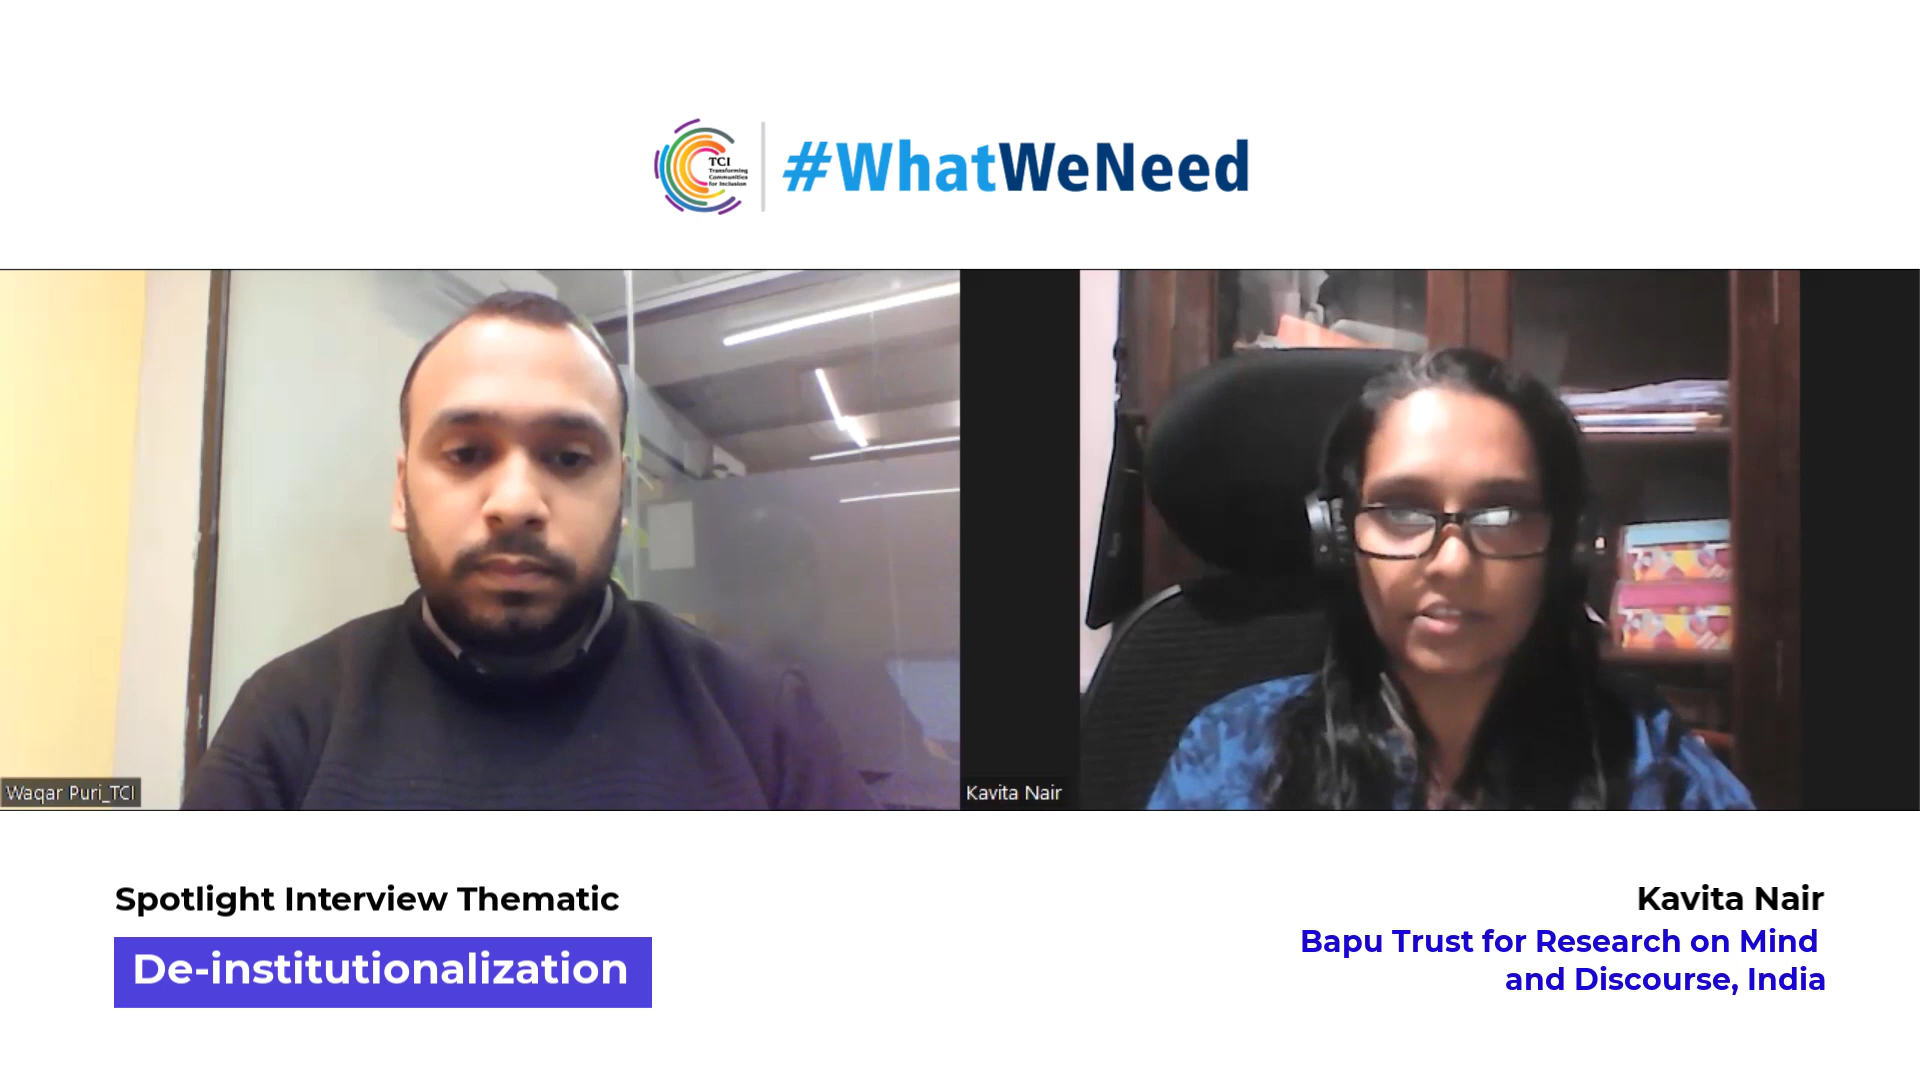 TCI
Transforming
Communities
for Inclusion
#WhatWeNeed
Waqar Puri_TCI
Kavita Nair
Spotlight Interview Thematic
De-institutionalization
Kavita Nair
Bapu Trust for Research on Mind
and Discourse, India